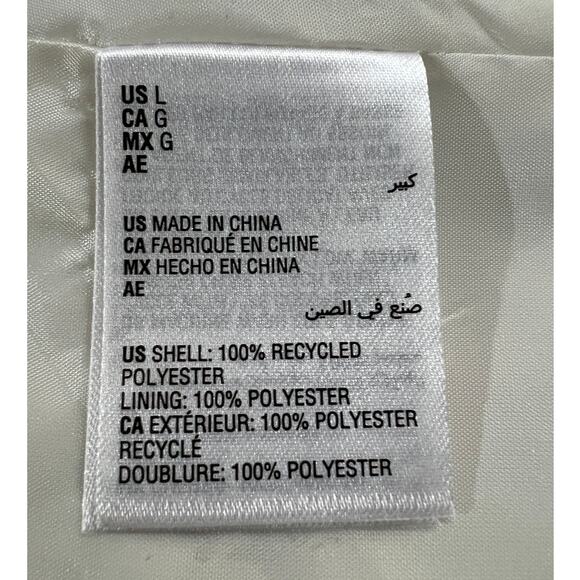 US L
CA G
MX G
AE
كبير
US MADE IN CHINA
CA FABRIQUÉ EN CHINE
MX HECHO EN CHINA
AE
صُنع في الصين
US SHELL: 100% RECYCLED
POLYESTER
LINING: 100% POLYESTER
CA EXTÉRIEUR: 100% POLYESTER
RECYCLÉ
DOUBLURE: 100% POLYESTER